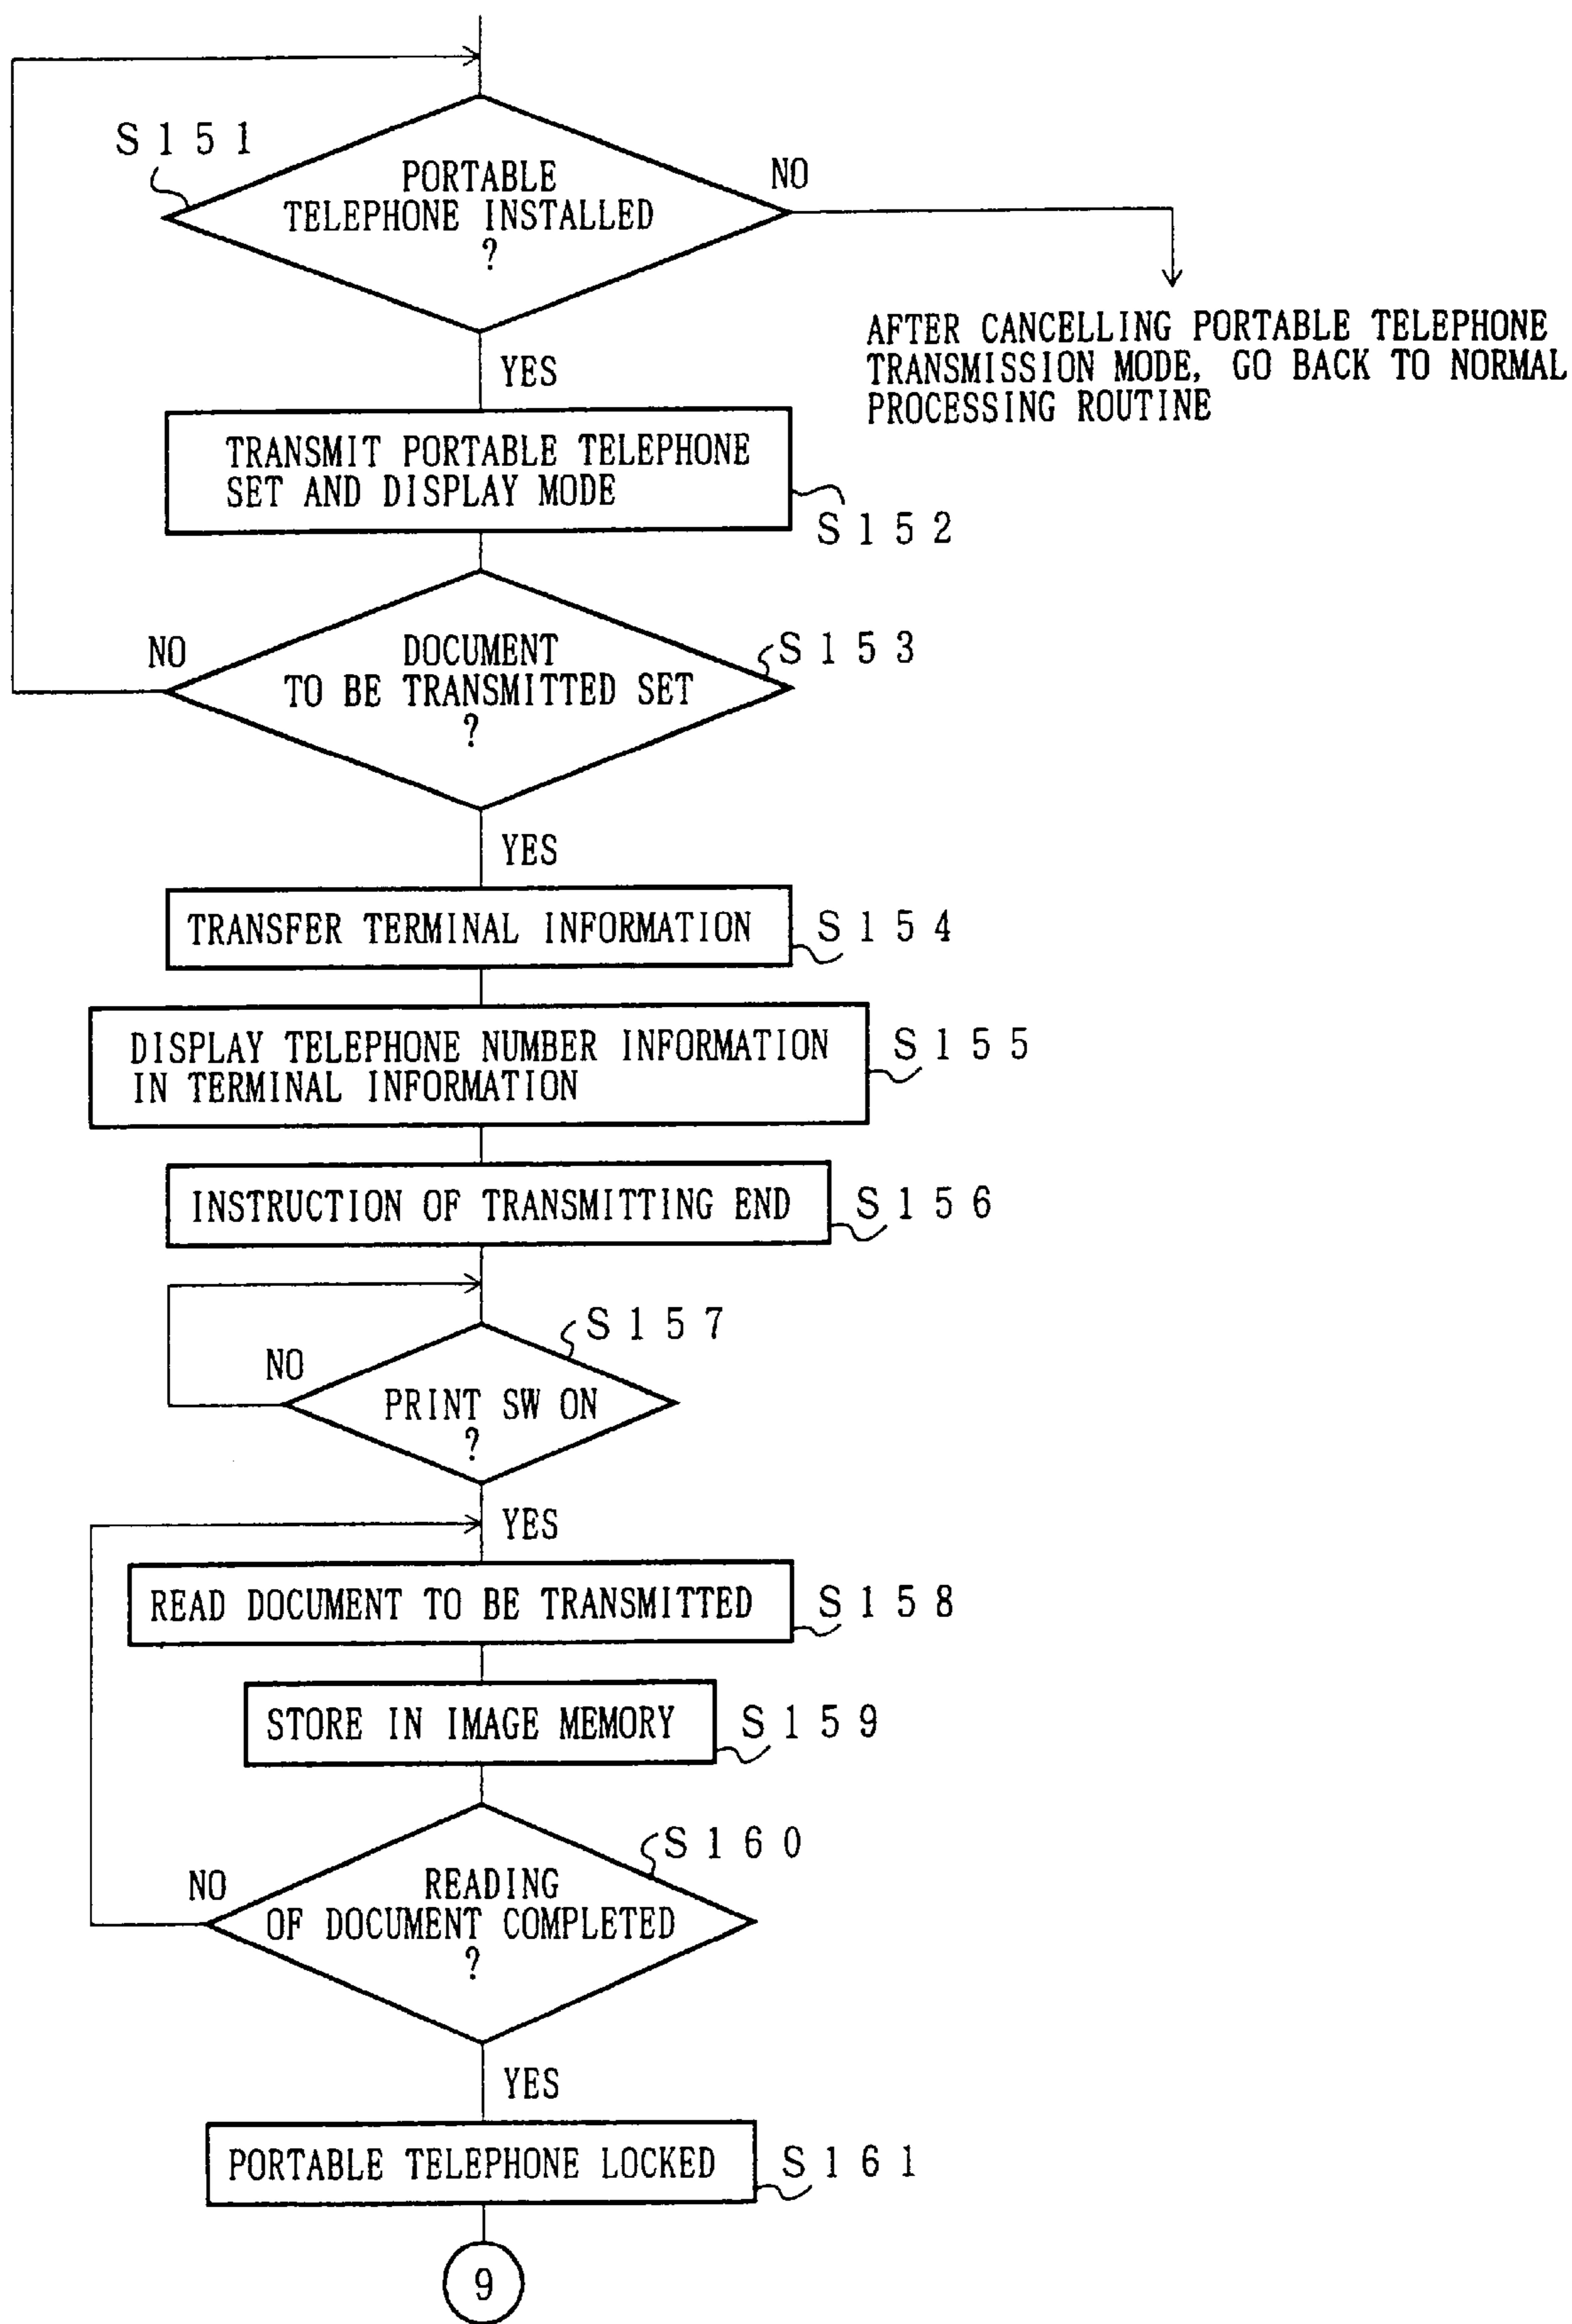 S151
PORTABLE
TELEPHONE INSTALLED
?
NO
AFTER CANCELLING PORTABLE TELEPHONE
TRANSMISSION MODE, GO BACK TO NORMAL
PROCESSING ROUTINE
YES
TRANSMIT PORTABLE TELEPHONE
SET AND DISPLAY MODE
S152
NO
DOCUMENT
TO BE TRANSMITTED SET
?
S153
YES
TRANSFER TERMINAL INFORMATION
S154
DISPLAY TELEPHONE NUMBER INFORMATION
IN TERMINAL INFORMATION
S155
INSTRUCTION OF TRANSMITTING END
S156
S157
NO
PRINT SW ON
?
YES
READ DOCUMENT TO BE TRANSMITTED
S158
STORE IN IMAGE MEMORY
S159
S160
NO
READING
OF DOCUMENT COMPLETED
?
YES
PORTABLE TELEPHONE LOCKED
S161
9